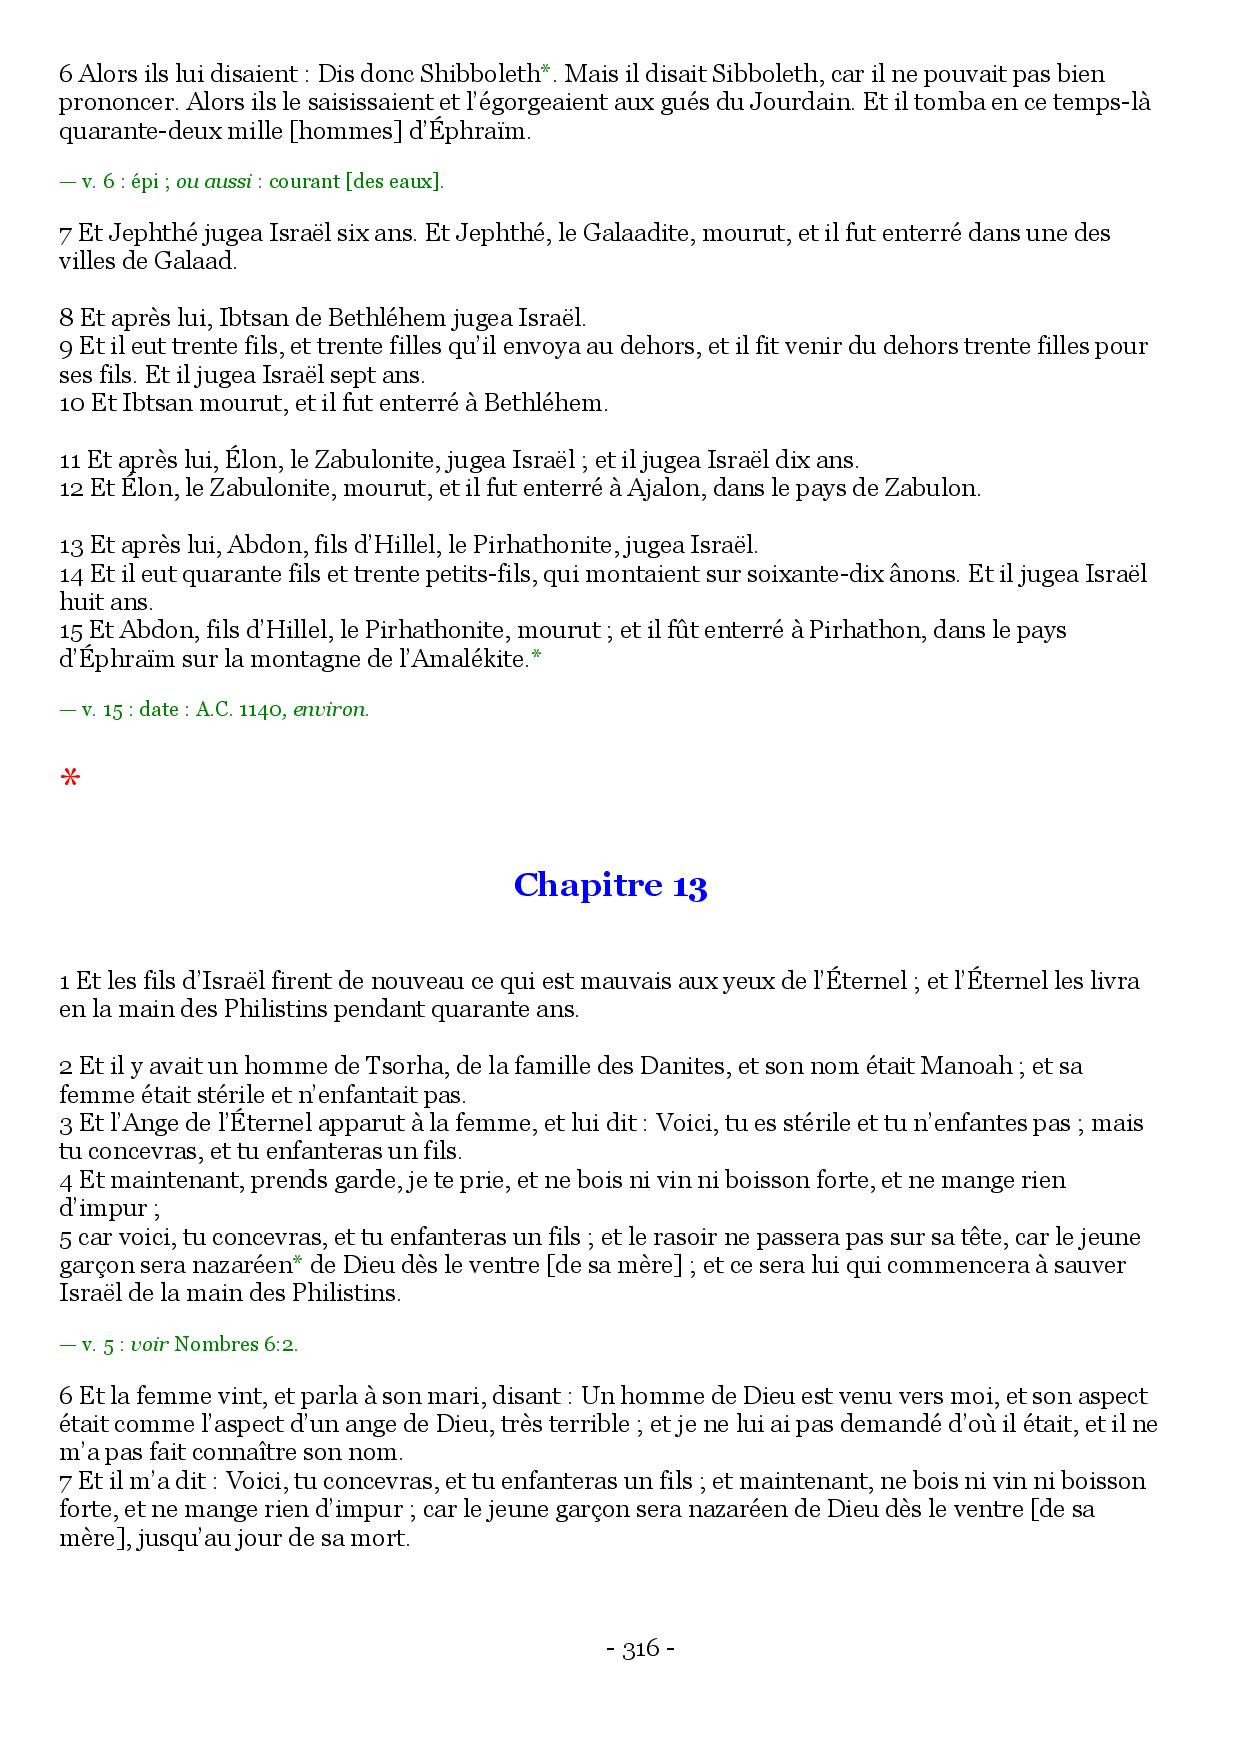 6 Alors ils lui disaient : Dis donc Shibboleth*. Mais il disait Sibboleth, car il ne pouvait pas bien
prononcer. Alors ils le saisissaient et l’égorgeaient aux gués du Jourdain. Et il tomba en ce temps-là
quarante-deux mille [hommes] d’Éphraïm.
— v. 6 : épi ; ou aussi : courant [des eaux].
7 Et Jephthé jugea Israël six ans. Et Jephthé, le Galaadite, mourut, et il fut enterré dans une des
villes de Galaad.
8 Et après lui, Ibtsan de Bethléhem jugea Israël.
9 Et il eut trente fils, et trente filles qu’il envoya au dehors, et il fit venir du dehors trente filles pour
ses fils. Et il jugea Israël sept ans.
10 Et Ibtsan mourut, et il fut enterré à Bethléhem.
11 Et après lui, Élon, le Zabulonite, jugea Israël ; et il jugea Israël dix ans.
12 Et Élon, le Zabulonite, mourut, et il fut enterré à Ajalon, dans le pays de Zabulon.
13 Et après lui, Abdon, fils d’Hillel, le Pirhathonite, jugea Israël.
14 Et il eut quarante fils et trente petits-fils, qui montaient sur soixante-dix ânons. Et il jugea Israël
huit ans.
15 Et Abdon, fils d’Hillel, le Pirhathonite, mourut ; et il fût enterré à Pirhathon, dans le pays
d’Éphraïm sur la montagne de l’Amalékite.*
— v. 15 : date : A.C. 1140, environ.
*
Chapitre 13
1 Et les fils d’Israël firent de nouveau ce qui est mauvais aux yeux de l’Éternel ; et l’Éternel les livra
en la main des Philistins pendant quarante ans.
2 Et il y avait un homme de Tsorha, de la famille des Danites, et son nom était Manoah ; et sa
femme était stérile et n’enfantait pas.
3 Et l’Ange de l’Éternel apparut à la femme, et lui dit : Voici, tu es stérile et tu n’enfantes pas ; mais
tu concevras, et tu enfanteras un fils.
4 Et maintenant, prends garde, je te prie, et ne bois ni vin ni boisson forte, et ne mange rien
d’impur ;
5 car voici, tu concevras, et tu enfanteras un fils ; et le rasoir ne passera pas sur sa tête, car le jeune
garçon sera nazaréen* de Dieu dès le ventre [de sa mère] ; et ce sera lui qui commencera à sauver
Israël de la main des Philistins.
— v. 5 : voir Nombres 6:2.
6 Et la femme vint, et parla à son mari, disant : Un homme de Dieu est venu vers moi, et son aspect
était comme l’aspect d’un ange de Dieu, très terrible ; et je ne lui ai pas demandé d’où il était, et il ne
m’a pas fait connaître son nom.
7 Et il m’a dit : Voici, tu concevras, et tu enfanteras un fils ; et maintenant, ne bois ni vin ni boisson
forte, et ne mange rien d’impur ; car le jeune garçon sera nazaréen de Dieu dès le ventre [de sa
mère], jusqu’au jour de sa mort.
- 316 -